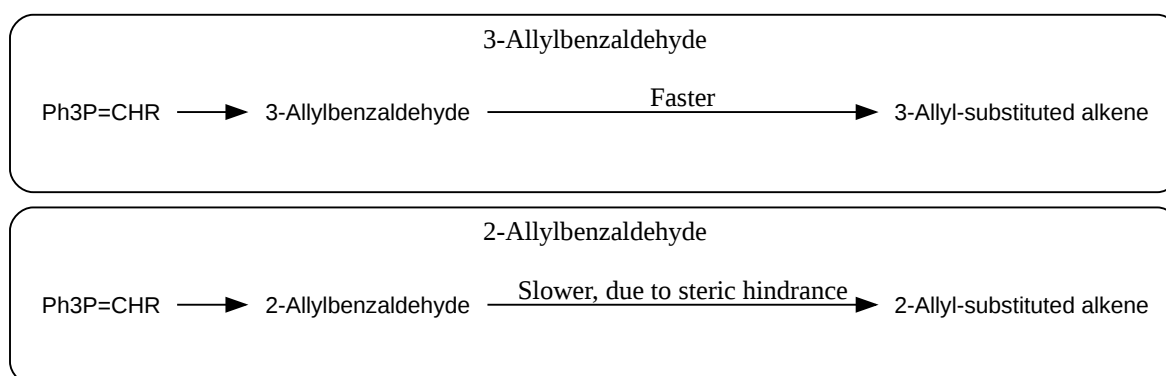 3-Allylbenzaldehyde
Ph3P=CHR 3-Allylbenzaldehyde Faster 3-Allyl-substituted alkene
2-Allylbenzaldehyde
Ph3P=CHR 2-Allylbenzaldehyde Slower, due to steric hindrance 2-Allyl-substituted alkene